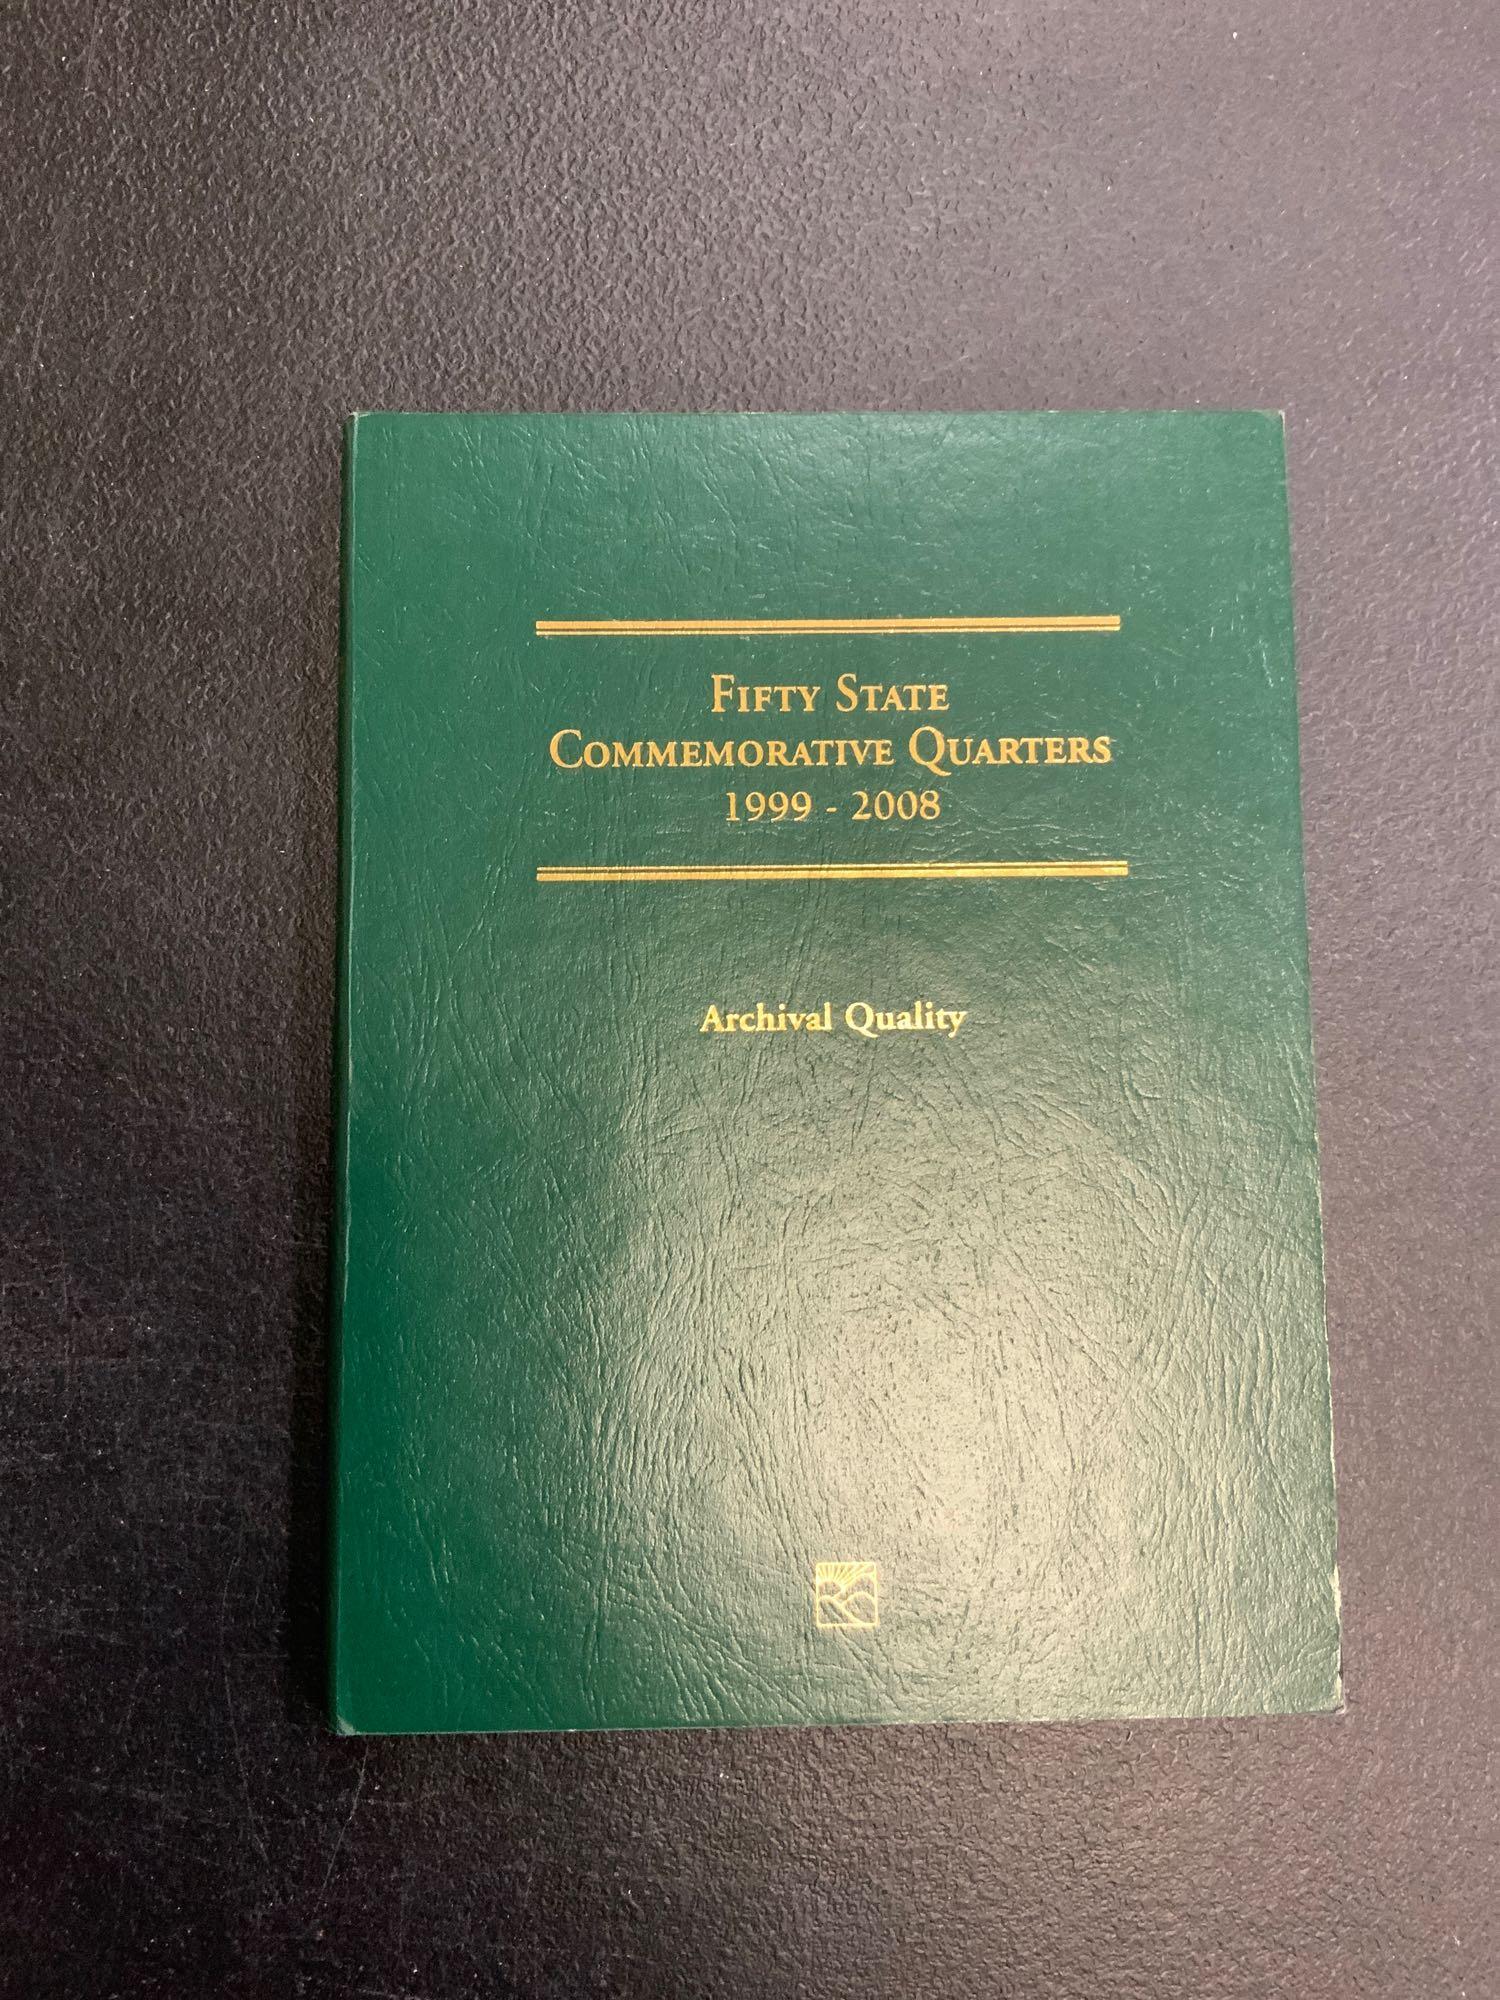 Fifty State
Commemorative Quarters
1999 - 2008
Archival Quality